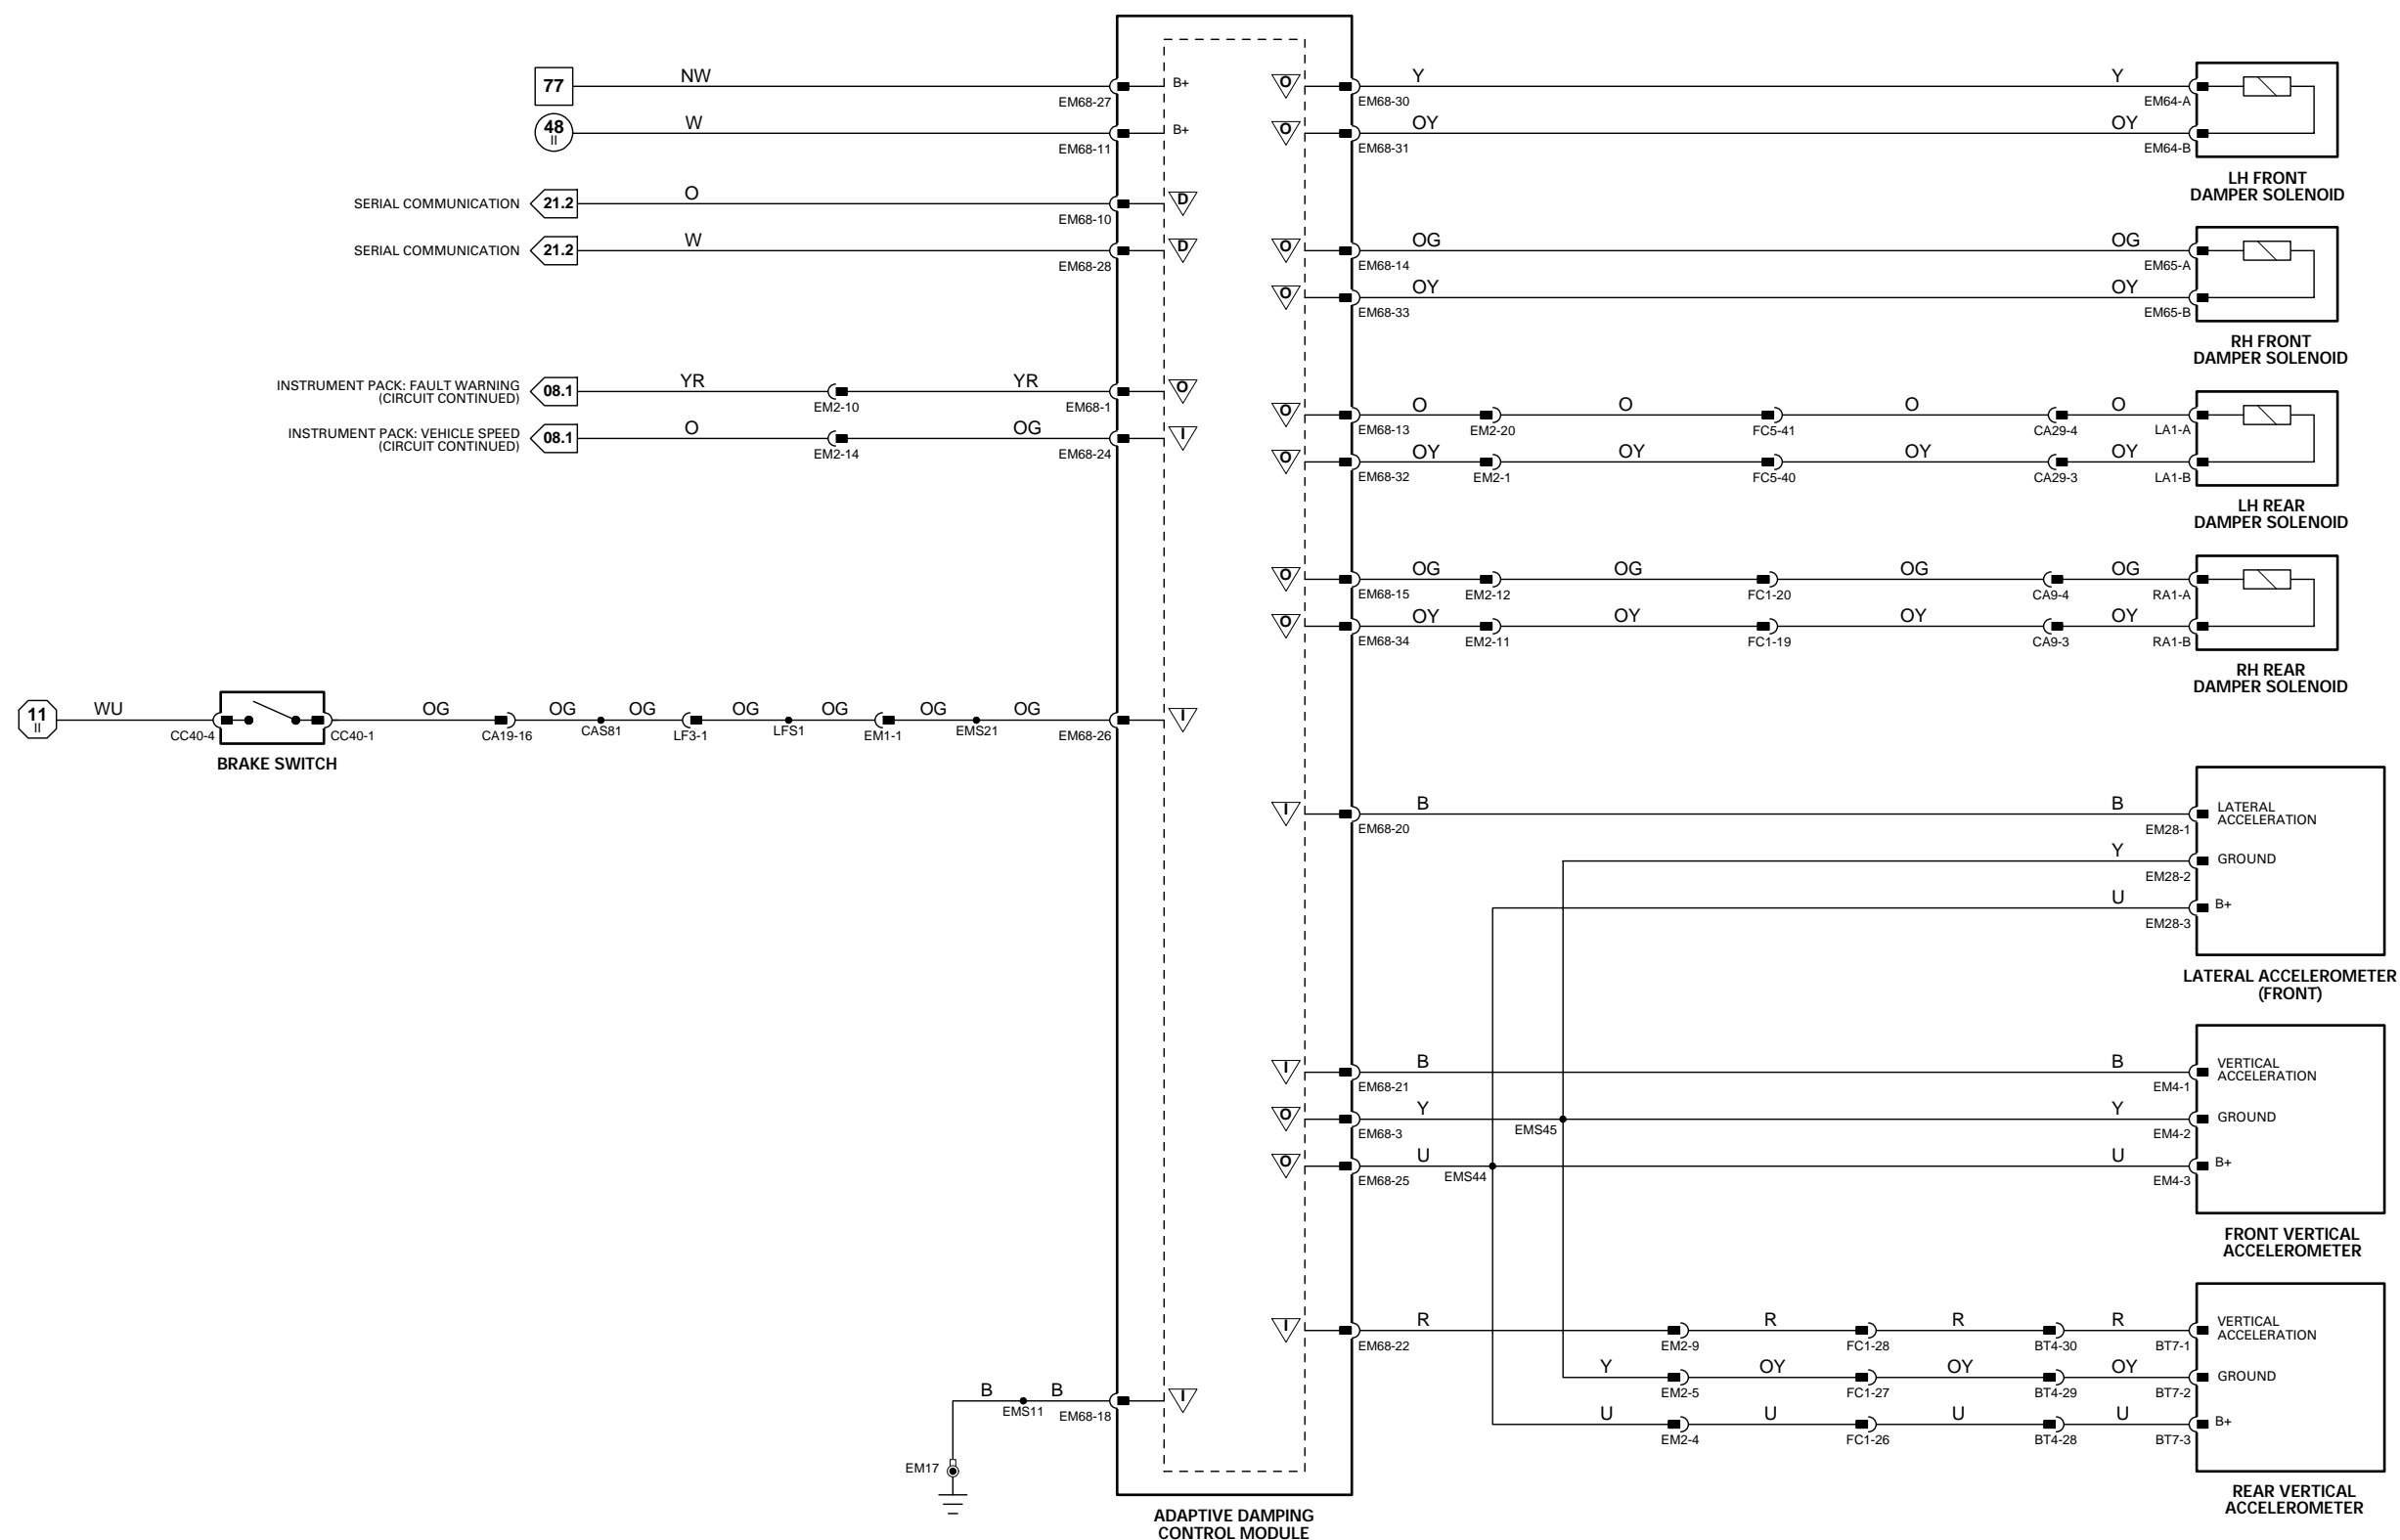 77 NW EM68-27 B+ O EM68-30 Y Y EM64-A
48 II W EM68-11 B+ O EM68-31 OY OY EM64-B
LH FRONT
DAMPER SOLENOID
SERIAL COMMUNICATION 21.2 O EM68-10 D
SERIAL COMMUNICATION 21.2 W EM68-28 D
O EM68-14 OG OG EM65-A
O EM68-33 OY OY EM65-B
RH FRONT
DAMPER SOLENOID
INSTRUMENT PACK: FAULT WARNING
(CIRCUIT CONTINUED)
08.1 YR EM2-10 YR EM68-1 O
INSTRUMENT PACK: VEHICLE SPEED
(CIRCUIT CONTINUED)
08.1 O EM2-14 OG EM68-24 I
O EM68-13 O EM2-20 O FC5-41 O CA29-4 O LA1-A
O EM68-32 OY EM2-1 OY FC5-40 OY CA29-3 OY LA1-B
LH REAR
DAMPER SOLENOID
O EM68-15 OG EM2-12 OG FC1-20 OG CA9-4 OG RA1-A
O EM68-34 OY EM2-11 OY FC1-19 OY CA9-3 OY RA1-B
RH REAR
DAMPER SOLENOID
11 II WU CC40-4 CC40-1 OG CA19-16 OG CAS81 OG LF3-1 OG LFS1 OG EM1-1 OG EMS21 OG EM68-26 I
BRAKE SWITCH
I EM68-20 B B EM28-1
LATERAL
ACCELERATION
Y EM28-2 GROUND
U EM28-3 B+
LATERAL ACCELEROMETER
(FRONT)
I EM68-21 B B EM4-1
VERTICAL
ACCELERATION
O EM68-3 Y EMS45 Y EM4-2 GROUND
O EM68-25 U EMS44 U EM4-3 B+
FRONT VERTICAL
ACCELEROMETER
I EM68-22 R EM2-9 R FC1-28 R BT4-30 R BT7-1
VERTICAL
ACCELERATION
Y EM2-5 OY FC1-27 OY BT4-29 OY BT7-2 GROUND
U EM2-4 U FC1-26 U BT4-28 U BT7-3 B+
REAR VERTICAL
ACCELEROMETER
B EMS11 B EM68-18 I
EM17
ADAPTIVE DAMPING
CONTROL MODULE